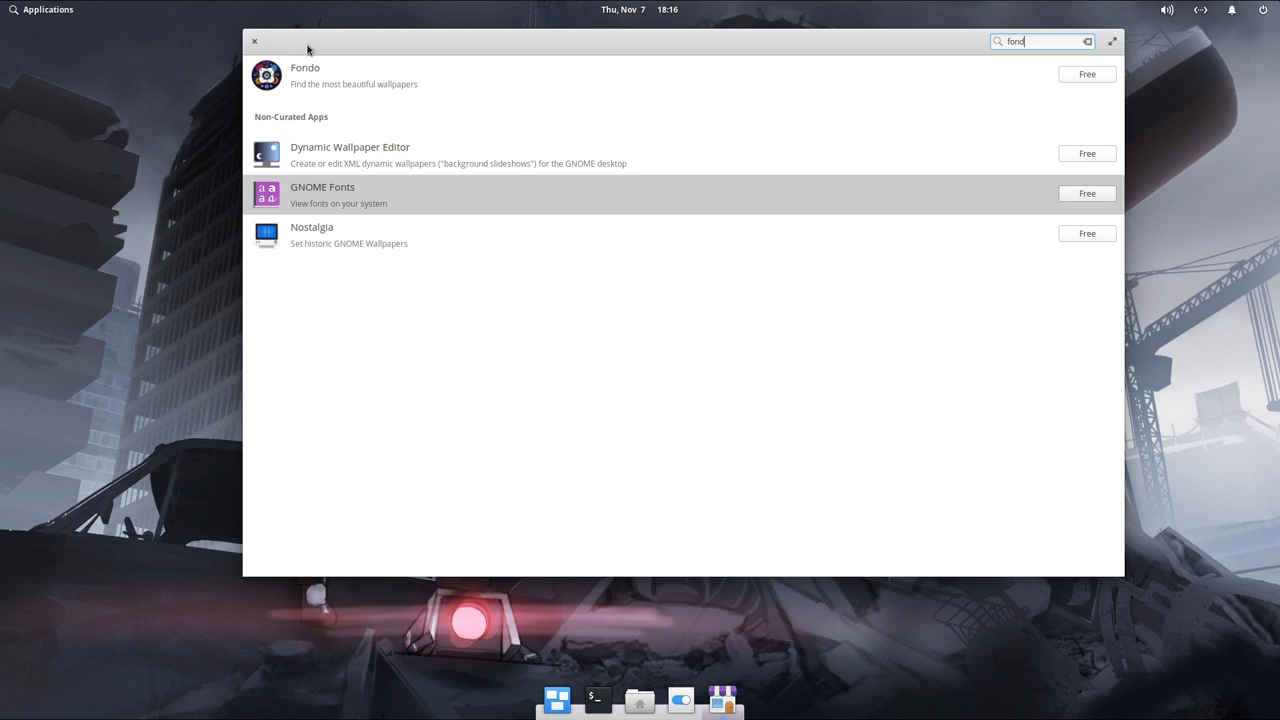 Applications
Thu, Nov 7 18:16
fond
Fondo
Find the most beautiful wallpapers
Free
Non-Curated Apps
Dynamic Wallpaper Editor
Create or edit XML dynamic wallpapers ("background slideshows") for the GNOME desktop
Free
GNOME Fonts
View fonts on your system
Free
Nostalgia
Set historic GNOME Wallpapers
Free